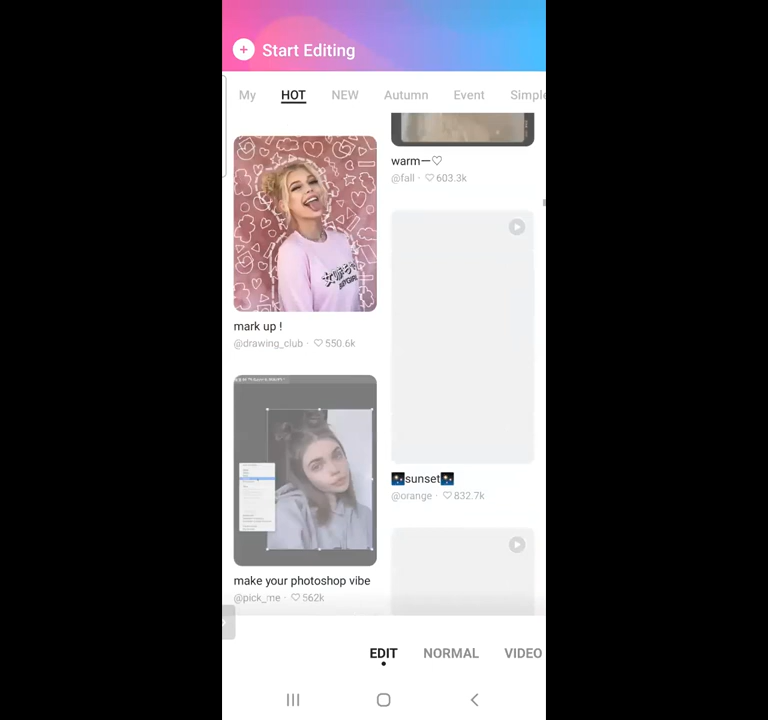 Start Editing
My HOT NEW Autumn Event Simple
warmー♡
@fall · ♡603.3k
mark up !
@drawing_club · ♡550.6k
🎆sunset🎆
@orange · ♡832.7k
make your photoshop vibe
@pick_me · ♡562k
EDIT NORMAL VIDEO